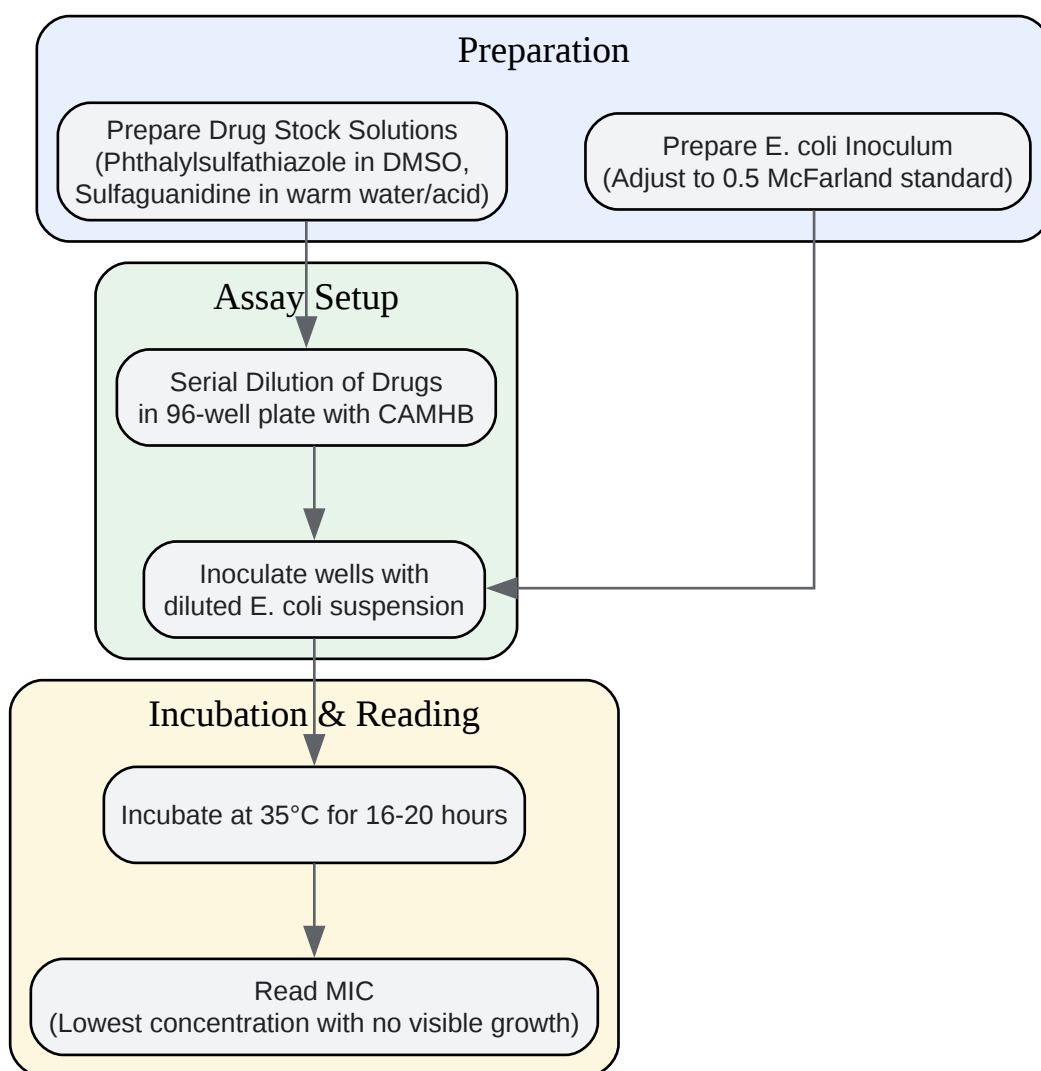 Preparation
Prepare Drug Stock Solutions
(Phthalylsulfathiazole in DMSO,
Sulfaguanidine in warm water/acid)
Prepare E. coli Inoculum
(Adjust to 0.5 McFarland standard)
Assay Setup
Serial Dilution of Drugs
in 96-well plate with CAMHB
Inoculate wells with
diluted E. coli suspension
Incubation & Reading
Incubate at 35°C for 16-20 hours
Read MIC
(Lowest concentration with no visible growth)